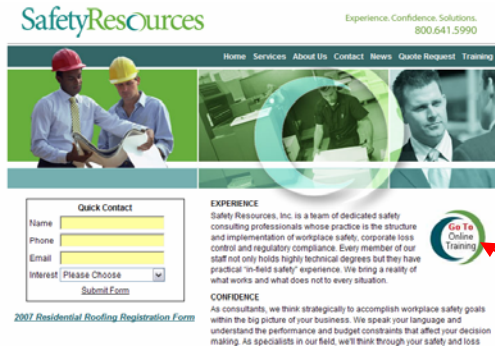 SafetyResources
Experience. Confidence. Solutions.
800.641.5990
Home Services About Us Contact News Quote Request Training
Quick Contact
Name
Phone
Email
Interest Please Choose
Submit Form
2007 Residential Roofing Registration Form
EXPERIENCE
Safety Resources, Inc. is a team of dedicated safety
consulting professionals whose practice is the structure
and implementation of workplace safety, corporate loss
control and regulatory compliance. Every member of our
staff not only holds highly technical degrees but they have
practical "in-field safety" experience. We bring a reality of
what works and what does not to every situation.
Go To
Online
Training
CONFIDENCE
As consultants, we think strategically to accomplish workplace safety goals
within the big picture of your business. We speak your language and
understand the performance and budget constraints that affect your decision
making. As specialists in our field, we'll think through your safety and loss